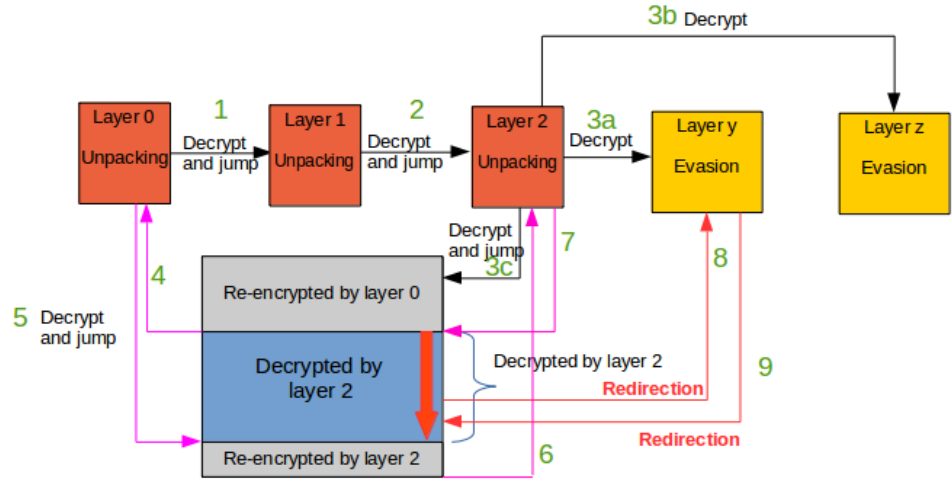 3b Decrypt
Layer 0
Unpacking
1
Decrypt
and jump
Layer 1
Unpacking
2
Decrypt
and jump
Layer 2
Unpacking
3a
Decrypt
Layer y
Evasion
Layer z
Evasion
Decrypt
and jump
3c
7
8
4
Re-encrypted by layer 0
5 Decrypt
and jump
Decrypted by
layer 2
Decrypted by layer 2
Redirection
9
Redirection
Re-encrypted by layer 2
6